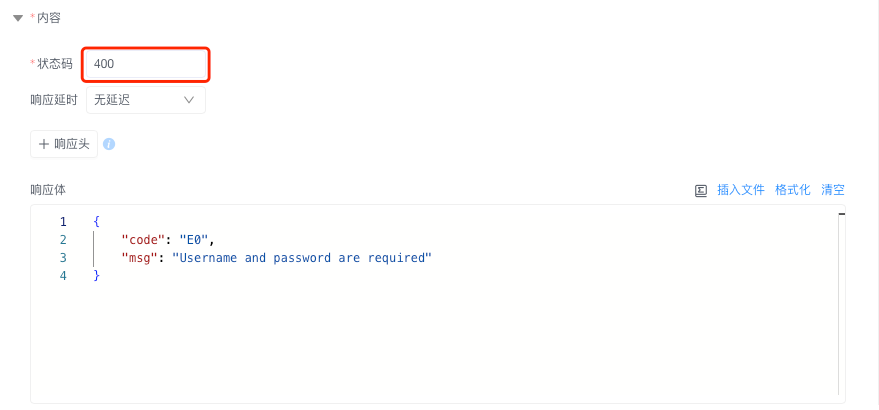 *内容
*状态码 400
响应延时 无延迟
+ 响应头 i
响应体 插入文件 格式化 清空
1 {
2 "code": "E0",
3 "msg": "Username and password are required"
4 }